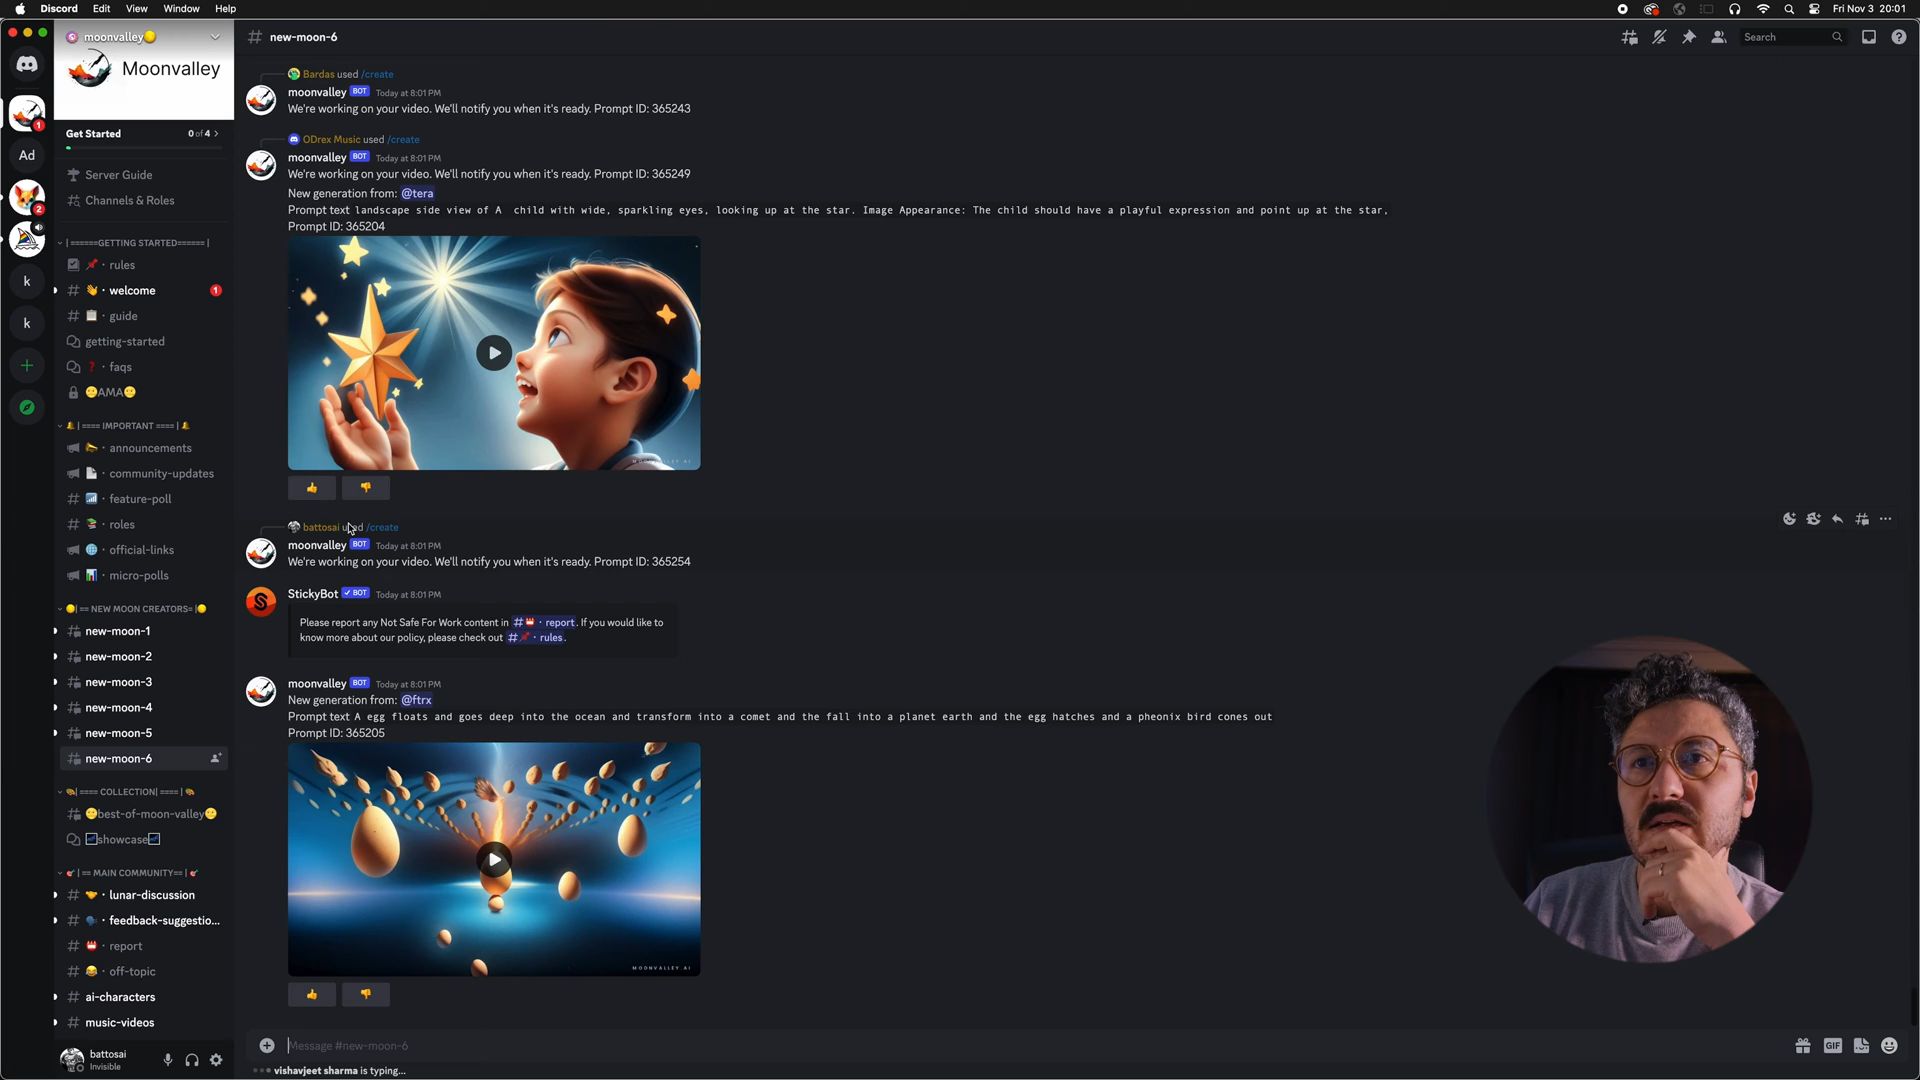 Discord Edit View Window Help
Fri Nov 3 20:01
moonvalley
Moonvalley
Get Started 0 of 4 >
Server Guide
Channels & Roles
| ======GETTING STARTED====== |
📌 · rules
👋 · welcome 1
📋 · guide
getting-started
❓ · faqs
🌕AMA🌕
🔔 | ==== IMPORTANT ==== | 🔔
· announcements
· community-updates
· feature-poll
· roles
· official-links
· micro-polls
🌕| == NEW MOON CREATORS= |🌕
new-moon-1
new-moon-2
new-moon-3
new-moon-4
new-moon-5
new-moon-6
| ==== COLLECTION| ==== |
🌕best-of-moon-valley🌕
showcase
| == MAIN COMMUNITY== |
· lunar-discussion
· feedback-suggestio...
· report
😂 · off-topic
ai-characters
music-videos
battosai
Invisible
1
Ad
2
k
k
# new-moon-6
Search
Bardas used /create
moonvalley BOT Today at 8:01 PM
We're working on your video. We'll notify you when it's ready. Prompt ID: 365243
ODrex Music used /create
moonvalley BOT Today at 8:01 PM
We're working on your video. We'll notify you when it's ready. Prompt ID: 365249
New generation from: @tera
Prompt text landscape side view of A child with wide, sparkling eyes, looking up at the star. Image Appearance: The child should have a playful expression and point up at the star,
Prompt ID: 365204
MOONVALLEY AI
👍 👎
battosai used /create
moonvalley BOT Today at 8:01 PM
We're working on your video. We'll notify you when it's ready. Prompt ID: 365254
StickyBot ✓ BOT Today at 8:01 PM
Please report any Not Safe For Work content in # · report. If you would like to
know more about our policy, please check out #📌 · rules.
moonvalley BOT Today at 8:01 PM
New generation from: @ftrx
Prompt text A egg floats and goes deep into the ocean and transform into a comet and the fall into a planet earth and the egg hatches and a pheonix bird cones out
Prompt ID: 365205
MOONVALLEY AI
👍 👎
Message #new-moon-6
GIF
vishavjeet sharma is typing...